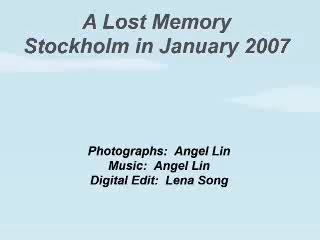 A Lost Memory
Stockholm in January 2007
Photographs: Angel Lin
Music: Angel Lin
Digital Edit: Lena Song